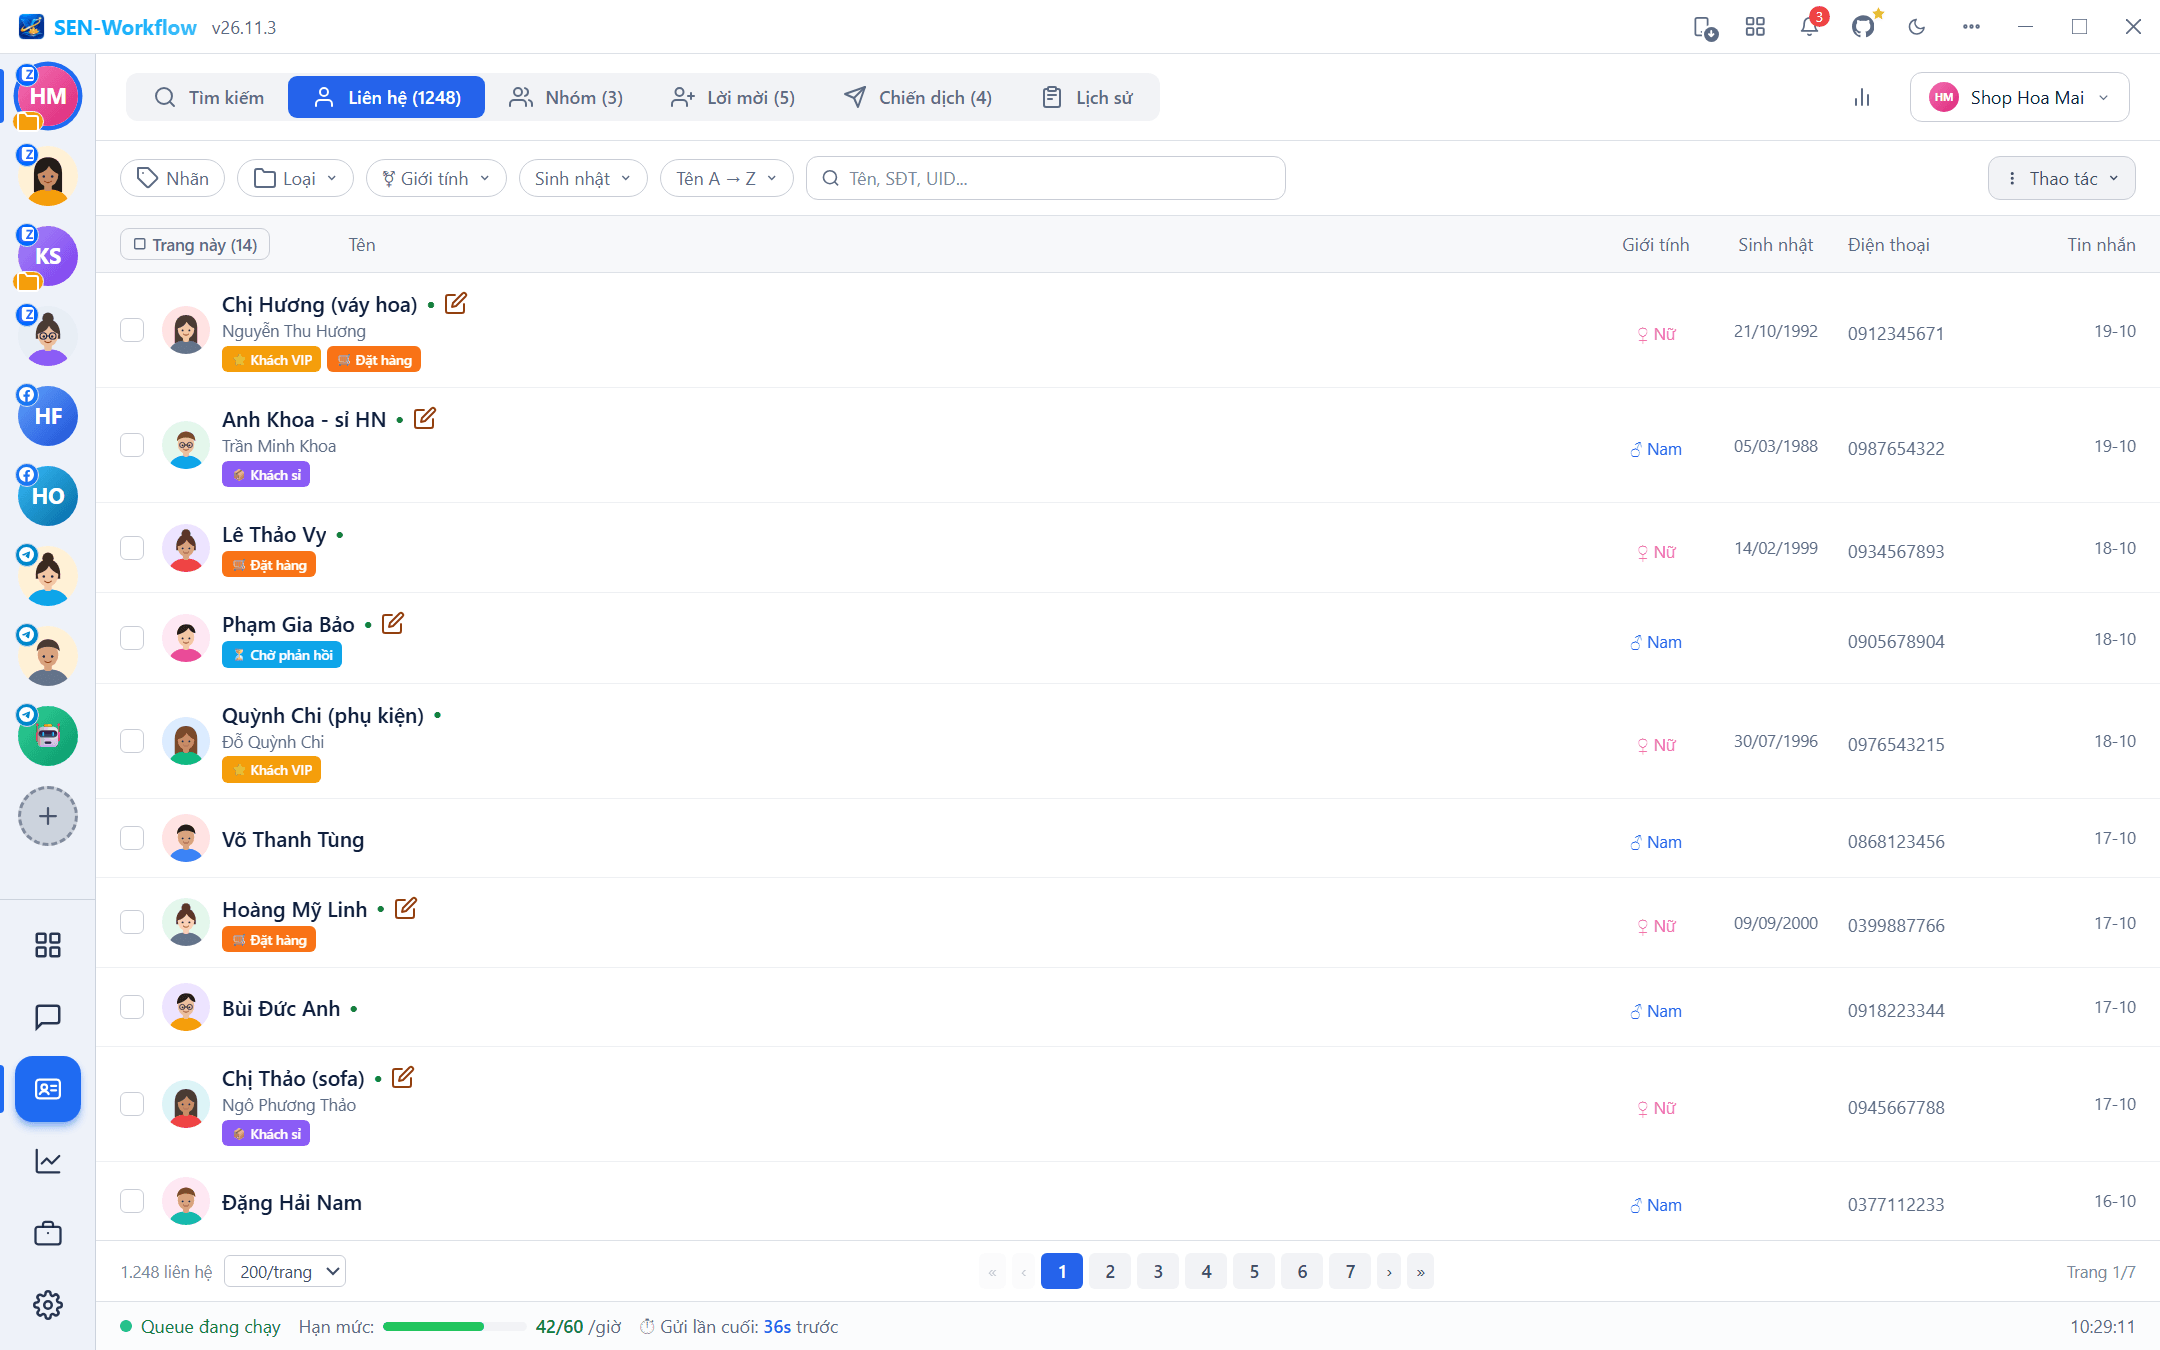 SEN-Workflow v26.11.3
3
HM
KS
HF
HO
Tìm kiếm
Liên hệ (1248)
Nhóm (3)
Lời mời (5)
Chiến dịch (4)
Lịch sử
HM Shop Hoa Mai
Nhãn
Loại
Giới tính
Sinh nhật
Tên A → Z
Tên, SĐT, UID...
Thao tác
Trang này (14)
Tên
Giới tính
Sinh nhật
Điện thoại
Tin nhắn
Chị Hương (váy hoa)
Nguyễn Thu Hương
Khách VIP
Đặt hàng
Nữ
21/10/1992
0912345671
19-10
Anh Khoa - sỉ HN
Trần Minh Khoa
Khách sỉ
Nam
05/03/1988
0987654322
19-10
Lê Thảo Vy
Đặt hàng
Nữ
14/02/1999
0934567893
18-10
Phạm Gia Bảo
Chờ phản hồi
Nam
0905678904
18-10
Quỳnh Chi (phụ kiện)
Đỗ Quỳnh Chi
Khách VIP
Nữ
30/07/1996
0976543215
18-10
Võ Thanh Tùng
Nam
0868123456
17-10
Hoàng Mỹ Linh
Đặt hàng
Nữ
09/09/2000
0399887766
17-10
Bùi Đức Anh
Nam
0918223344
17-10
Chị Thảo (sofa)
Ngô Phương Thảo
Khách sỉ
Nữ
0945667788
17-10
Đặng Hải Nam
Nam
0377112233
16-10
1.248 liên hệ
200/trang
« ‹ 1 2 3 4 5 6 7 › »
Trang 1/7
Queue đang chạy
Hạn mức:
42/60 /giờ
Gửi lần cuối: 36s trước
10:29:11